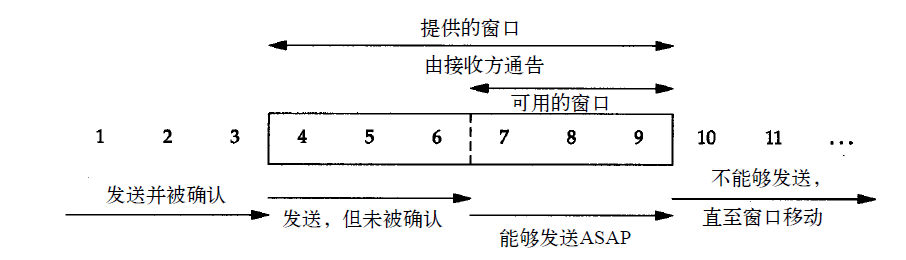 提供的窗口
由接收方通告
可用的窗口
1 2 3 4 5 6 7 8 9 10 11 ...
发送并被确认
发送，但未被确认
能够发送ASAP
不能够发送，
直至窗口移动